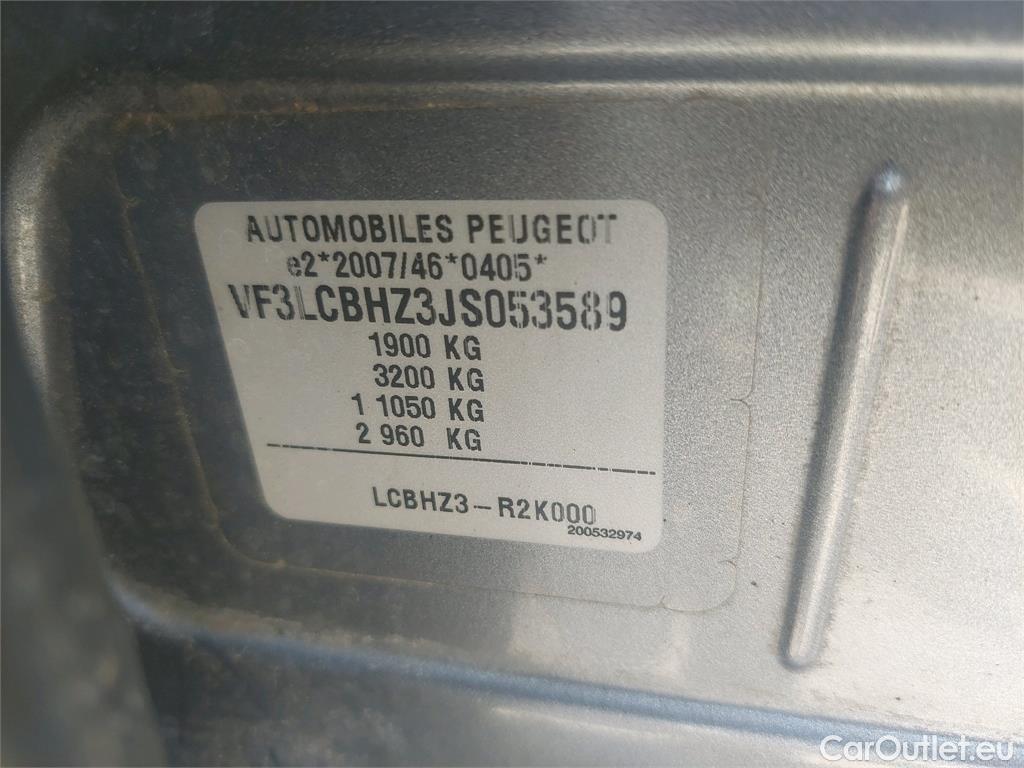 AUTOMOBILES PEUGEOT
e2*2007/46*0405*
VF3LCBHZ3JS053589
1900 KG
3200 KG
1 1050 KG
2 960 KG
LCBHZ3-R2K000
200532974
CarOutlet.eu